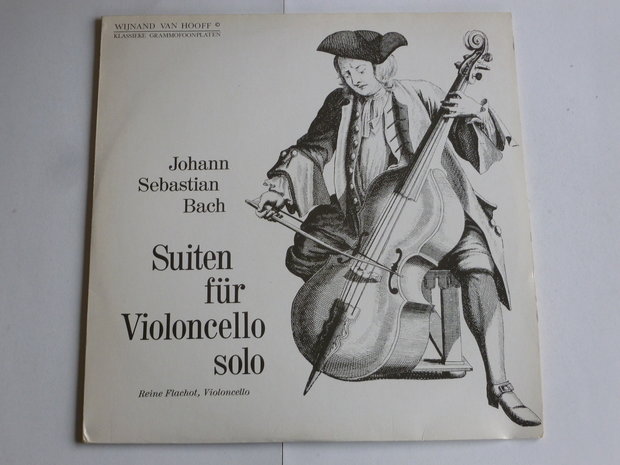 WIJNAND VAN HOOFF ©
KLASSIEKE GRAMMOFOONPLATEN
Johann
Sebastian
Bach
Suiten
für
Violoncello
solo
Reine Flachot, Violoncello